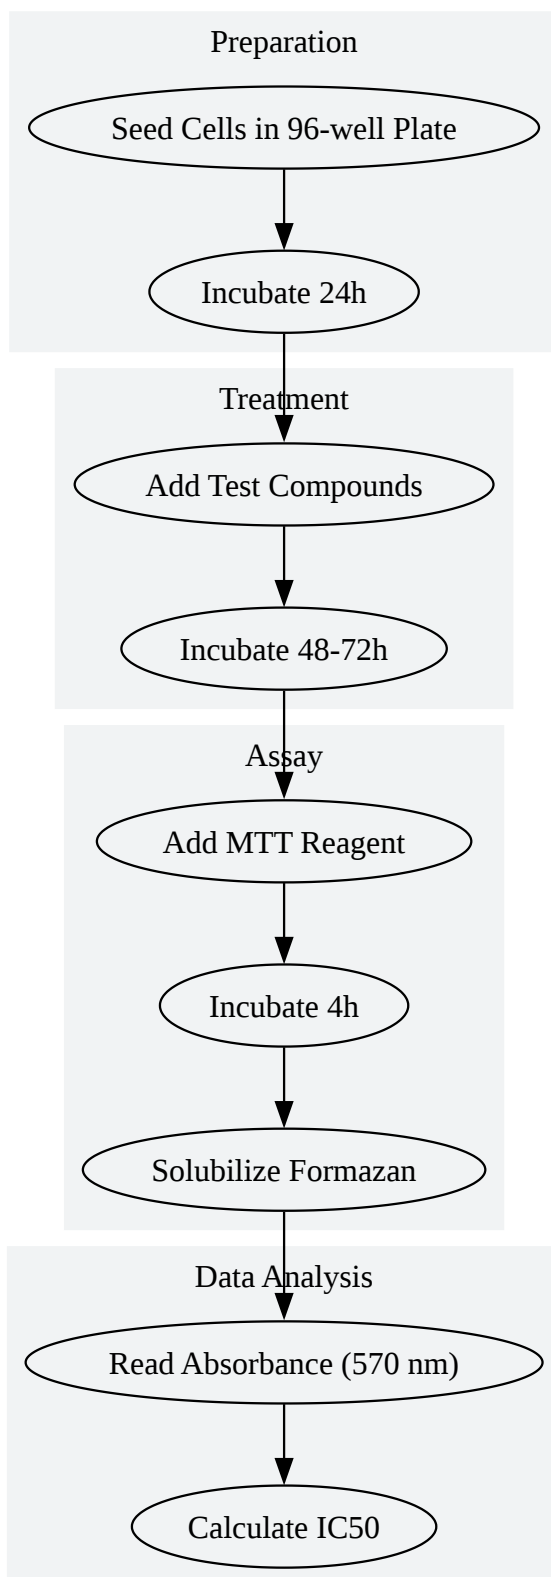 Preparation
Seed Cells in 96-well Plate
Incubate 24h
Treatment
Add Test Compounds
Incubate 48-72h
Assay
Add MTT Reagent
Incubate 4h
Solubilize Formazan
Data Analysis
Read Absorbance (570 nm)
Calculate IC50